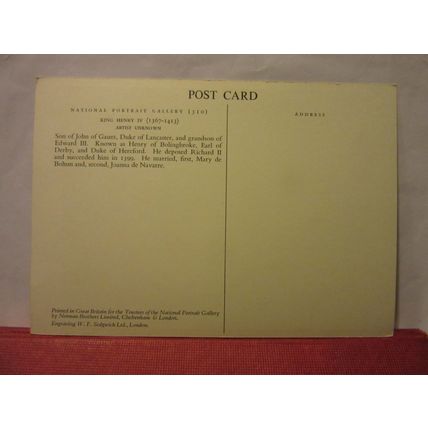 POST CARD
NATIONAL PORTRAIT GALLERY (310)
KING HENRY IV (1367-1413)
ARTIST UNKNOWN
Son of John of Gaunt, Duke of Lancaster, and grandson of
Edward III. Known as Henry of Bolingbroke, Earl of
Derby, and Duke of Hereford. He deposed Richard II
and succeeded him in 1399. He married, first, Mary de
Bohun and, second, Joanna de Navarre.
ADDRESS
Printed in Great Britain for the Trustees of the National Portrait Gallery
by Norman Brothers Limited, Cheltenham & London.
Engraving W. F. Sedgwick Ltd., London.